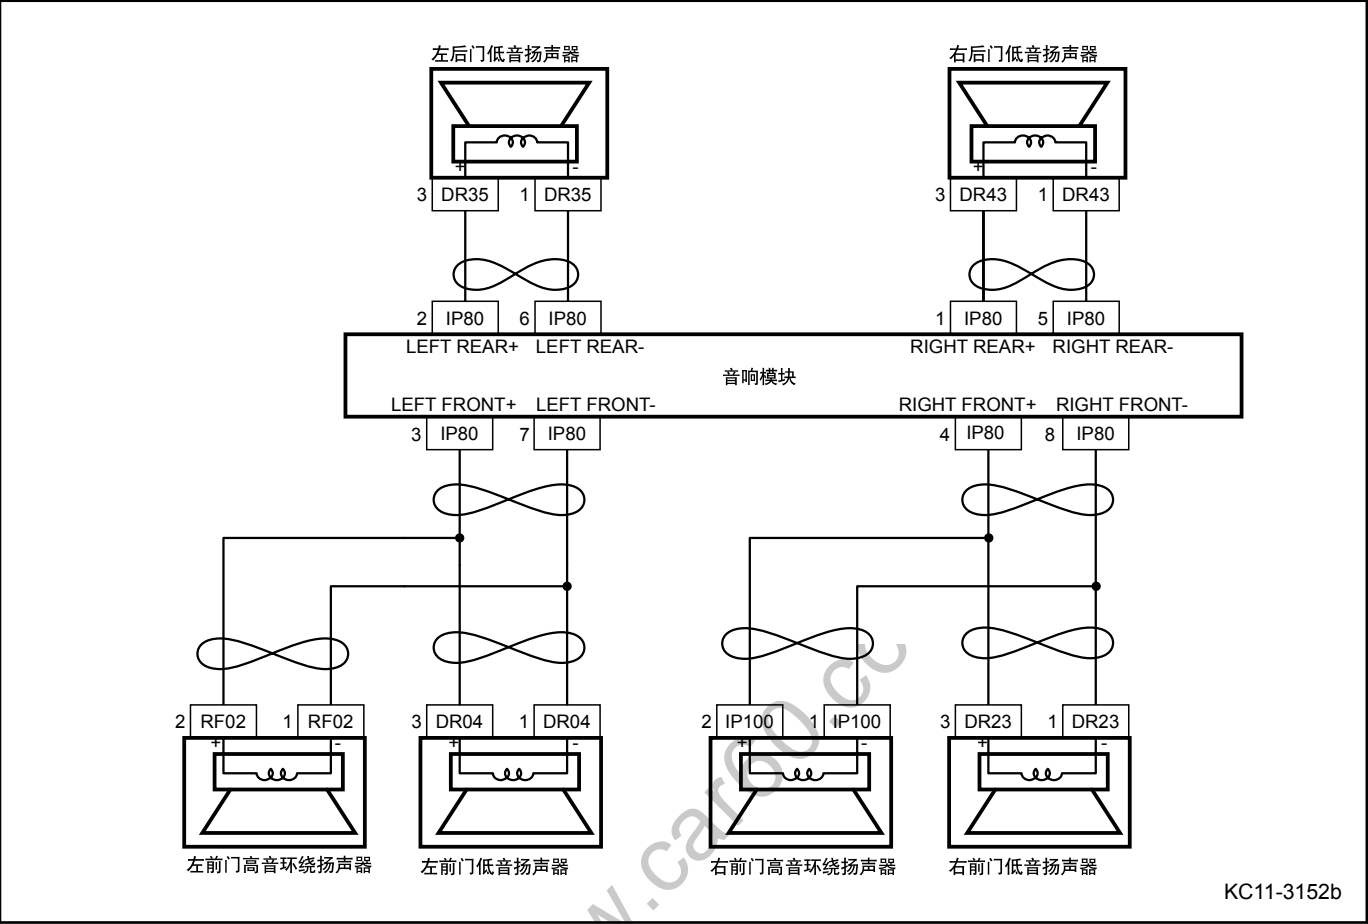 左后门低音扬声器 右后门低音扬声器
+ - + -
3 DR35 1 DR35 3 DR43 1 DR43
2 IP80 6 IP80 1 IP80 5 IP80
LEFT REAR+ LEFT REAR- RIGHT REAR+ RIGHT REAR-
音响模块
LEFT FRONT+ LEFT FRONT- RIGHT FRONT+ RIGHT FRONT-
3 IP80 7 IP80 4 IP80 8 IP80
2 RF02 1 RF02 3 DR04 1 DR04 2 IP100 1 IP100 3 DR23 1 DR23
+ - + - + - + -
左前门高音环绕扬声器 左前门低音扬声器 右前门高音环绕扬声器 右前门低音扬声器
KC11-3152b
w.car60.cc